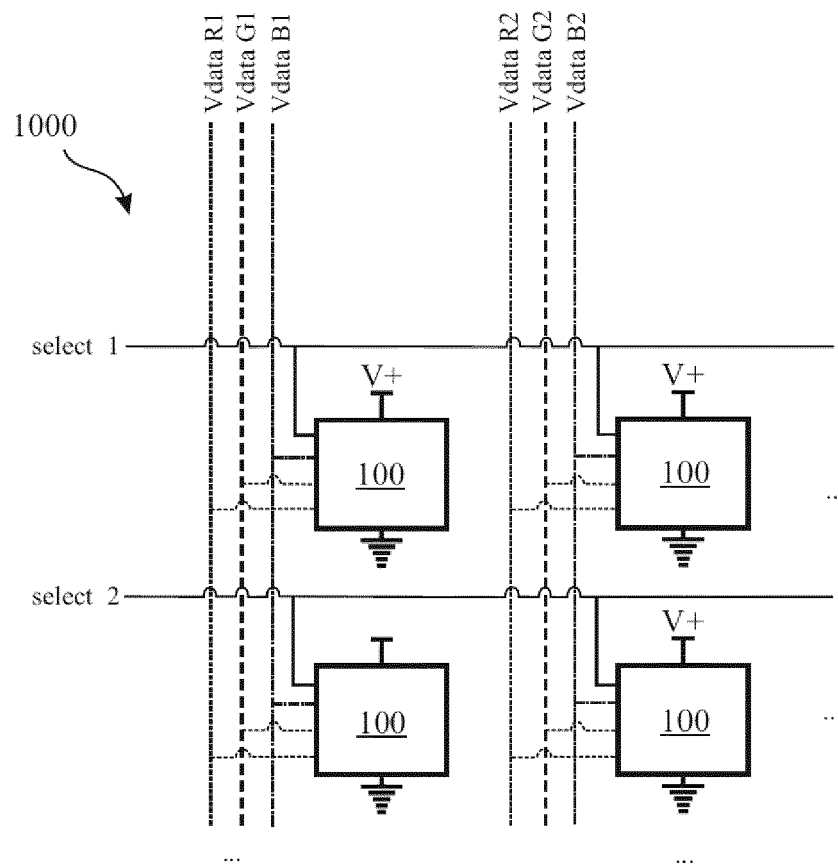 Vdata R1
Vdata G1
Vdata B1
Vdata R2
Vdata G2
Vdata B2
1000
select 1
V+
V+
100
100
..
select 2
V+
100
100
..
...
...